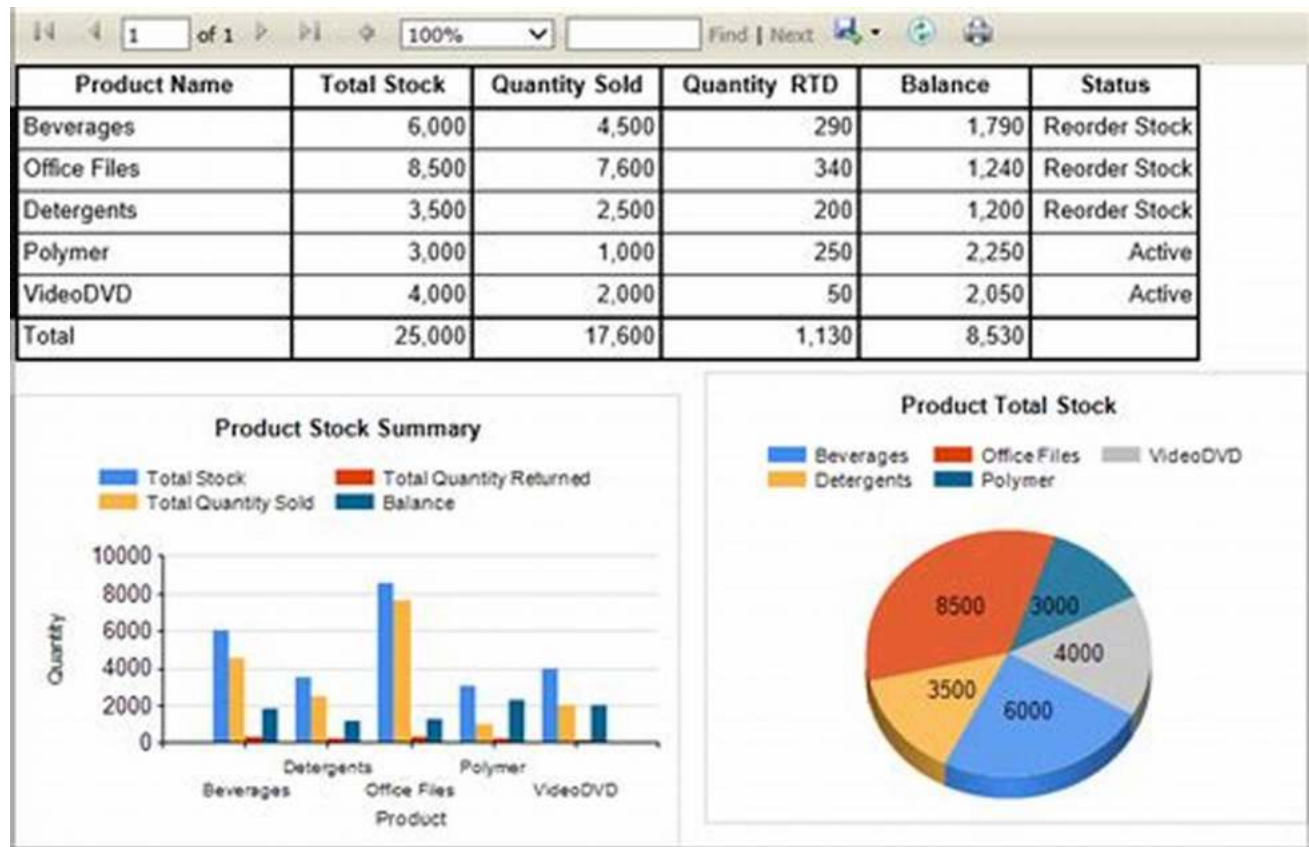 1 of 1 100% Find | Next
Product Name Total Stock Quantity Sold Quantity RTD Balance Status
Beverages 6,000 4,500 290 1,790 Reorder Stock
Office Files 8,500 7,600 340 1,240 Reorder Stock
Detergents 3,500 2,500 200 1,200 Reorder Stock
Polymer 3,000 1,000 250 2,250 Active
VideoDVD 4,000 2,000 50 2,050 Active
Total 25,000 17,600 1,130 8,530
Product Stock Summary
Total Stock Total Quantity Returned
Total Quantity Sold Balance
10000
8000
6000
4000
2000
0
Quantity
Detergents Polymer
Beverages Office Files VideoDVD
Product
Product Total Stock
Beverages Office Files VideoDVD
Detergents Polymer
8500 3000
4000
3500
6000